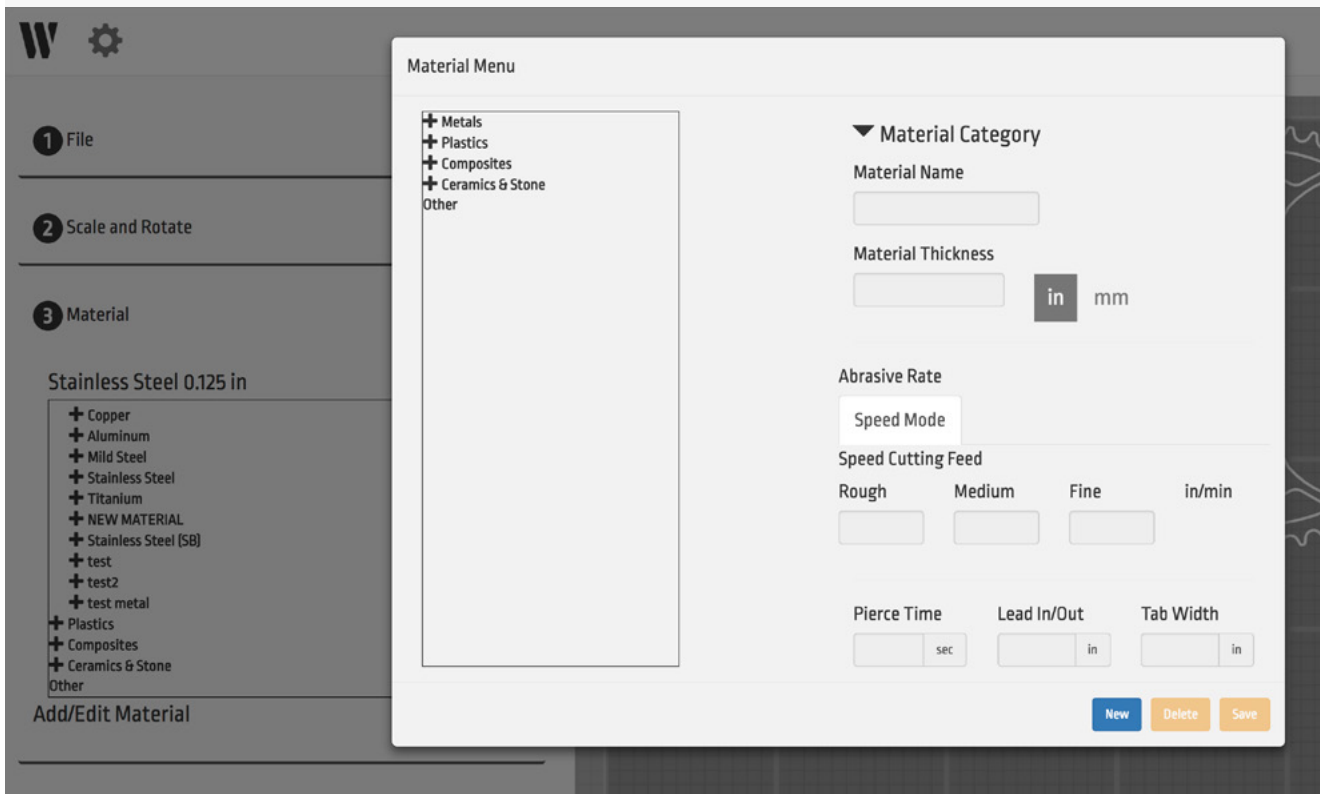 W
1 File
2 Scale and Rotate
3 Material
Stainless Steel 0.125 in
Copper
Aluminum
Mild Steel
Stainless Steel
Titanium
NEW MATERIAL
Stainless Steel (SB)
test
test2
test metal
Plastics
Composites
Ceramics & Stone
Other
Add/Edit Material
Material Menu
Metals
Plastics
Composites
Ceramics & Stone
Other
Material Category
Material Name
Material Thickness
in mm
Abrasive Rate
Speed Mode
Speed Cutting Feed
Rough Medium Fine in/min
Pierce Time Lead In/Out Tab Width
sec in in
New Delete Save